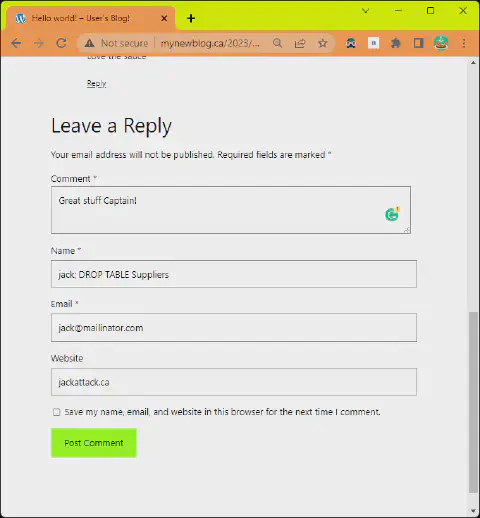 Hello world! – User's Blog!
Not secure | mynewblog.ca/2023/...
Love the sauce
Reply
Leave a Reply
Your email address will not be published. Required fields are marked *
Comment *
Great stuff Captain!
Name *
jack; DROP TABLE Suppliers
Email *
jack@mailinator.com
Website
jackattack.ca
Save my name, email, and website in this browser for the next time I comment.
Post Comment